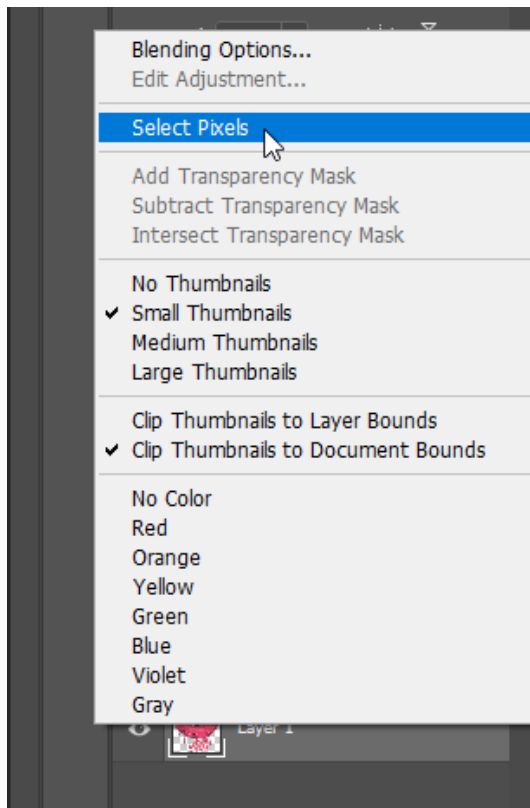 Blending Options...
Edit Adjustment...
Select Pixels
Add Transparency Mask
Subtract Transparency Mask
Intersect Transparency Mask
No Thumbnails
Small Thumbnails
Medium Thumbnails
Large Thumbnails
Clip Thumbnails to Layer Bounds
Clip Thumbnails to Document Bounds
No Color
Red
Orange
Yellow
Green
Blue
Violet
Gray
Layer 1